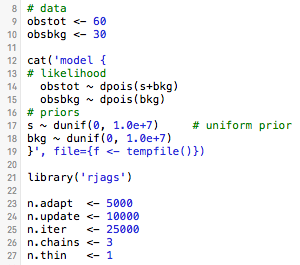 8 # data
9 obstot <- 60
10 obsbkg <- 30
11
12 cat('model {
13 # likelihood
14 obstot ~ dpois(s+bkg)
15 obsbkg ~ dpois(bkg)
16 # priors
17 s ~ dunif(0, 1.0e+7) # uniform prior
18 bkg ~ dunif(0, 1.0e+7)
19 }', file={f <- tempfile()})
20
21 library('rjags')
22
23 n.adapt <- 5000
24 n.update <- 10000
25 n.iter <- 25000
26 n.chains <- 3
27 n.thin <- 1